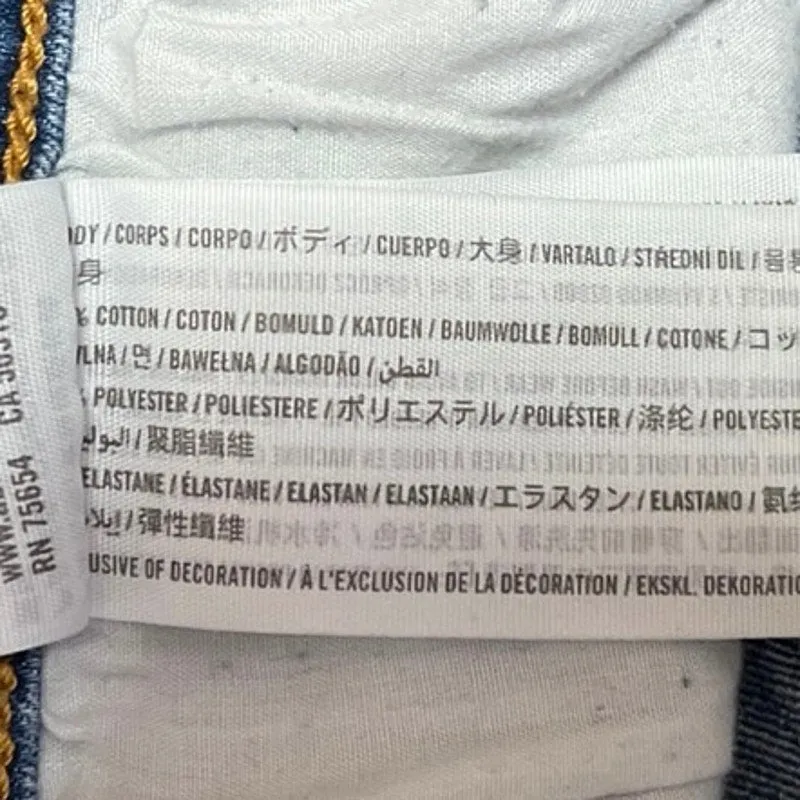 DY / CORPS / CORPO / ボディ / CUERPO / 大身 / VARTALO / STŘEDNÍ DÍL /
身
% COTTON / COTON / BOMULD / KATOEN / BAUMWOLLE / BOMULL / COTONE / コッ
VLNA / 면 / BAWEŁNA / ALGODÃO / القطن
POLYESTER / POLIESTERE / ポリエステル / POLIÉSTER / 涤纶 / POLYESTE
/ 聚脂纖維
ELASTANE / ÉLASTANE / ELASTAN / ELASTAAN / エラスタン / ELASTANO / 氨
/ 彈性纖維
USIVE OF DECORATION / À L'EXCLUSION DE LA DÉCORATION / EKSKL. DEKORATIO
RN 75654